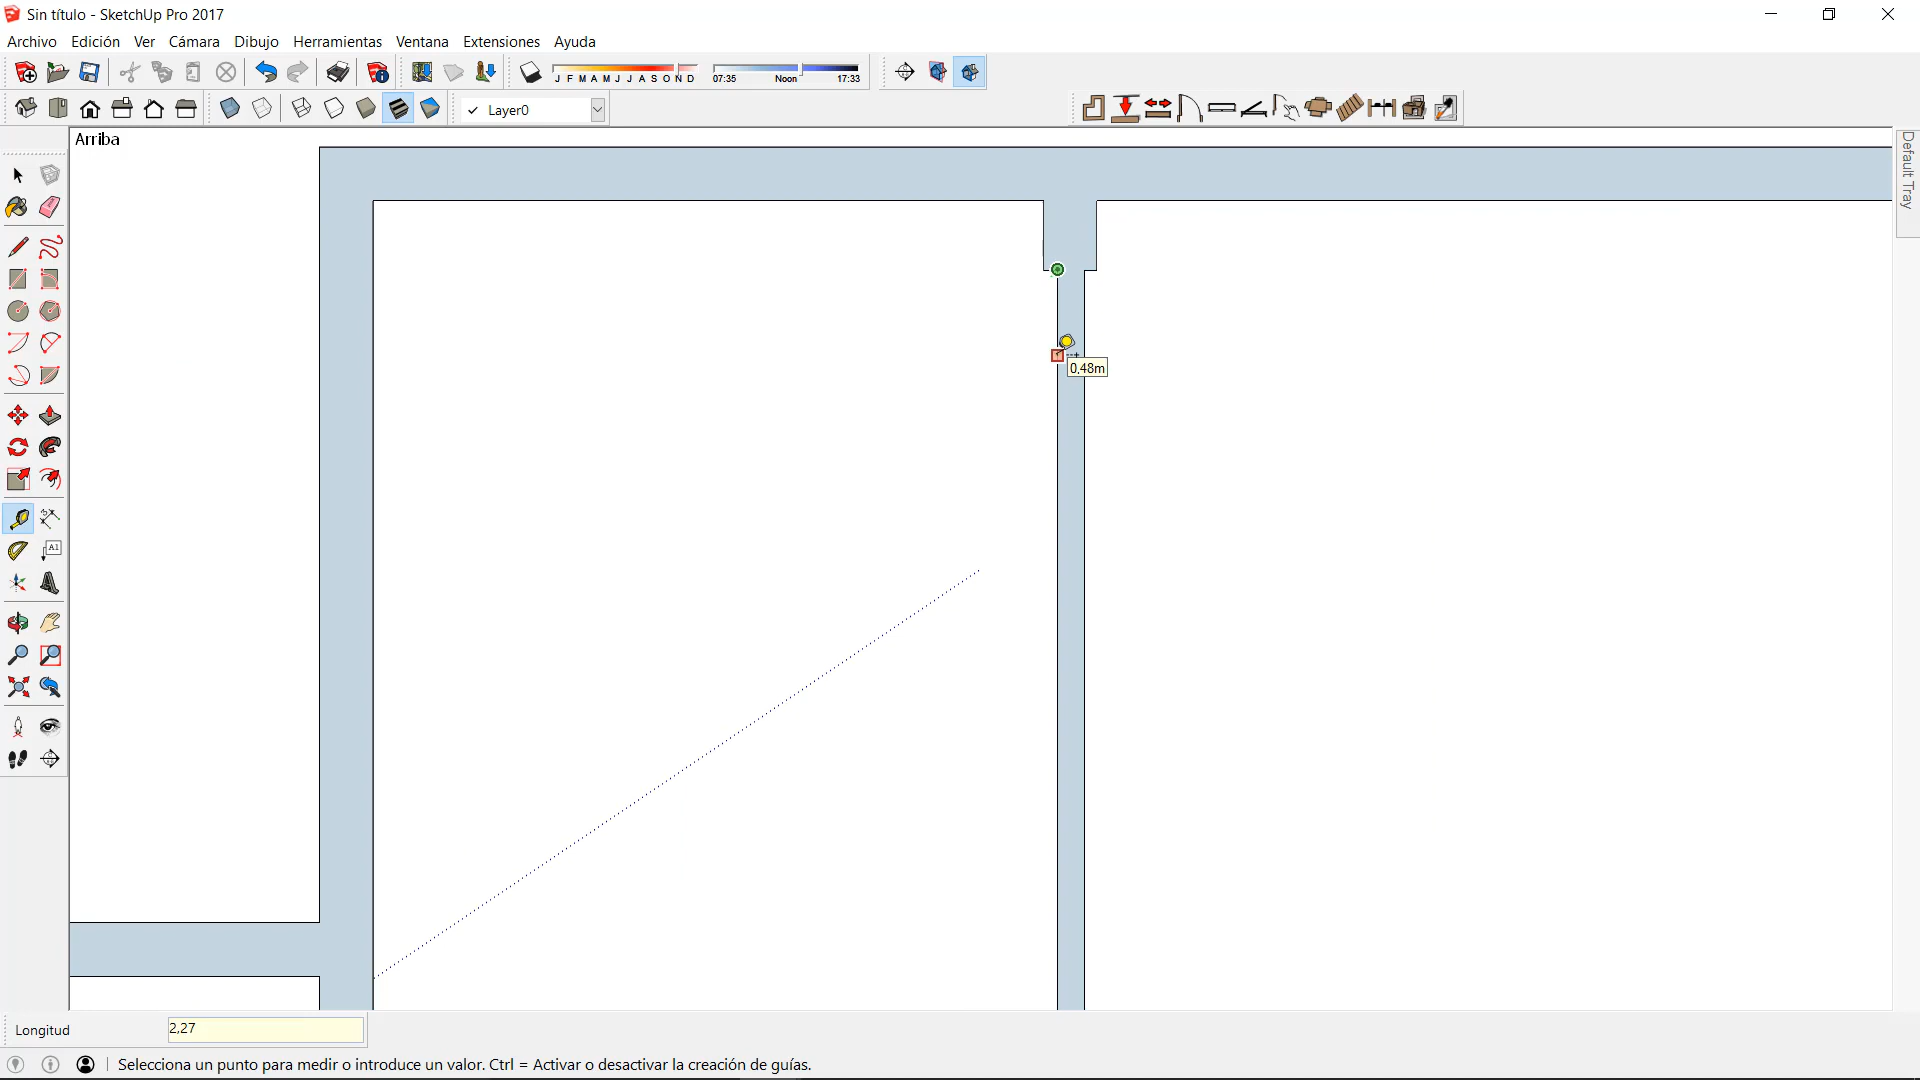 Sin título - SketchUp Pro 2017
Archivo Edición Ver Cámara Dibujo Herramientas Ventana Extensiones Ayuda
J F M A M J J A S O N D 07:35 Noon 17:33
Layer0
Arriba
Default Tray
0,48m
A1
Longitud 2,27
Selecciona un punto para medir o introduce un valor. Ctrl = Activar o desactivar la creación de guías.